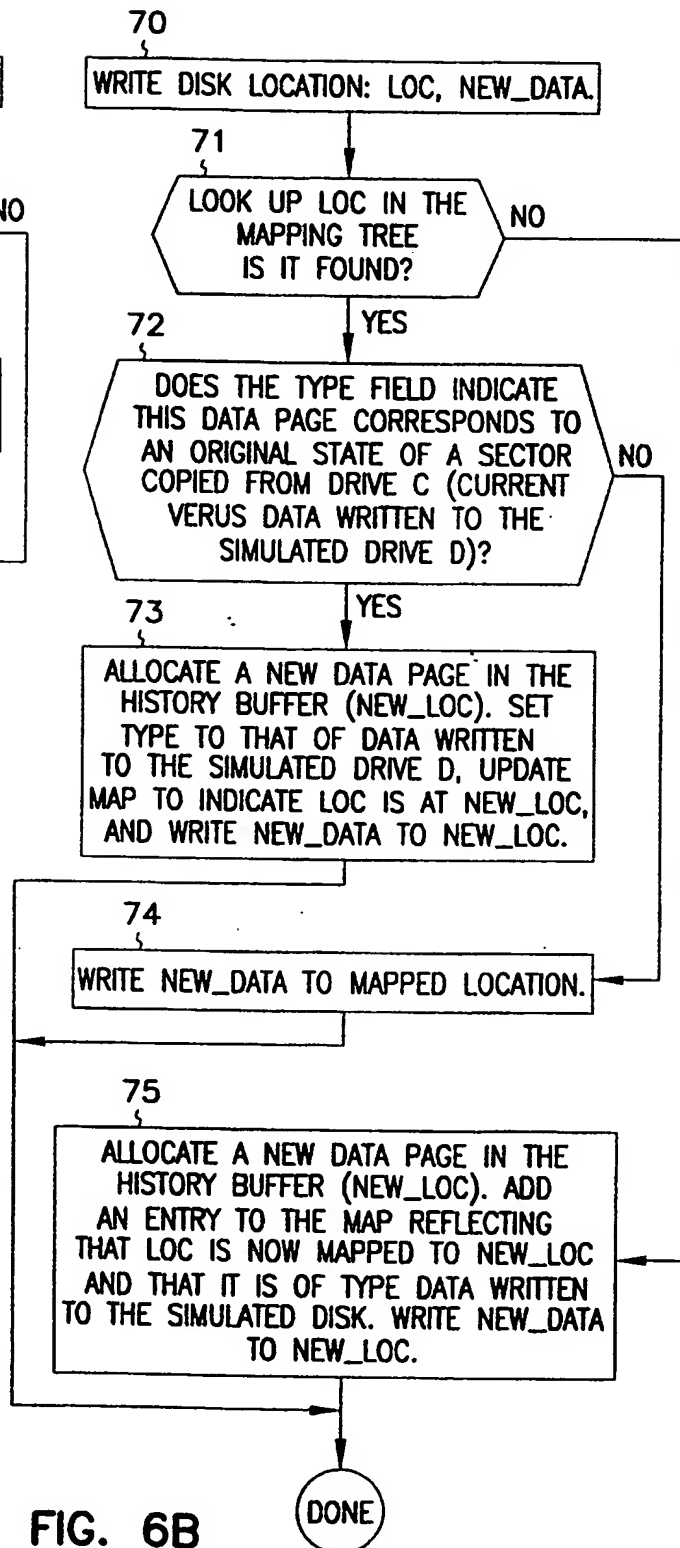 70
WRITE DISK LOCATION: LOC, NEW_DATA.
71
LOOK UP LOC IN THE
MAPPING TREE
IS IT FOUND?
NO
NO
YES
72
DOES THE TYPE FIELD INDICATE
THIS DATA PAGE CORRESPONDS TO
AN ORIGINAL STATE OF A SECTOR
COPIED FROM DRIVE C (CURRENT
VERUS DATA WRITTEN TO THE
SIMULATED DRIVE D)?
NO
YES
73
ALLOCATE A NEW DATA PAGE IN THE
HISTORY BUFFER (NEW_LOC). SET
TYPE TO THAT OF DATA WRITTEN
TO THE SIMULATED DRIVE D, UPDATE
MAP TO INDICATE LOC IS AT NEW_LOC,
AND WRITE NEW_DATA TO NEW_LOC.
74
WRITE NEW_DATA TO MAPPED LOCATION.
75
ALLOCATE A NEW DATA PAGE IN THE
HISTORY BUFFER (NEW_LOC). ADD
AN ENTRY TO THE MAP REFLECTING
THAT LOC IS NOW MAPPED TO NEW_LOC
AND THAT IT IS OF TYPE DATA WRITTEN
TO THE SIMULATED DISK. WRITE NEW_DATA
TO NEW_LOC.
DONE
FIG. 6B